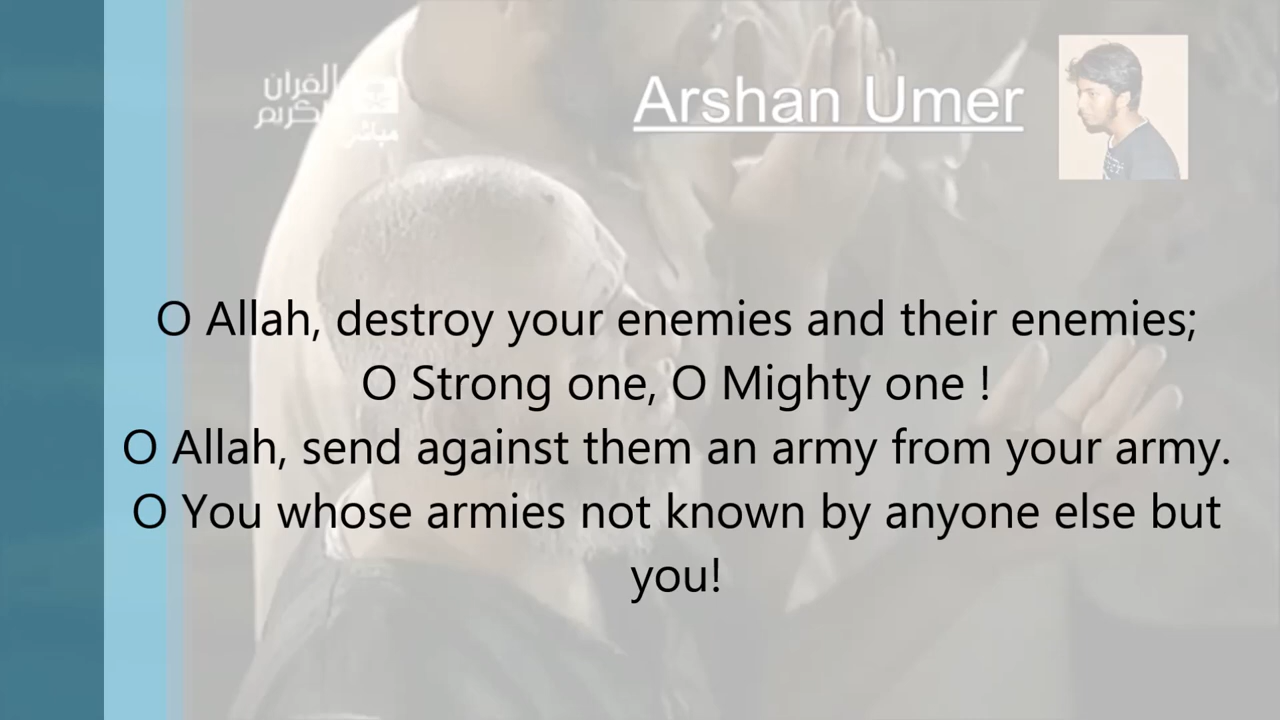 القرآن
الكريم
مباشر
Arshan Umer
O Allah, destroy your enemies and their enemies;
O Strong one, O Mighty one !
O Allah, send against them an army from your army.
O You whose armies not known by anyone else but
you!